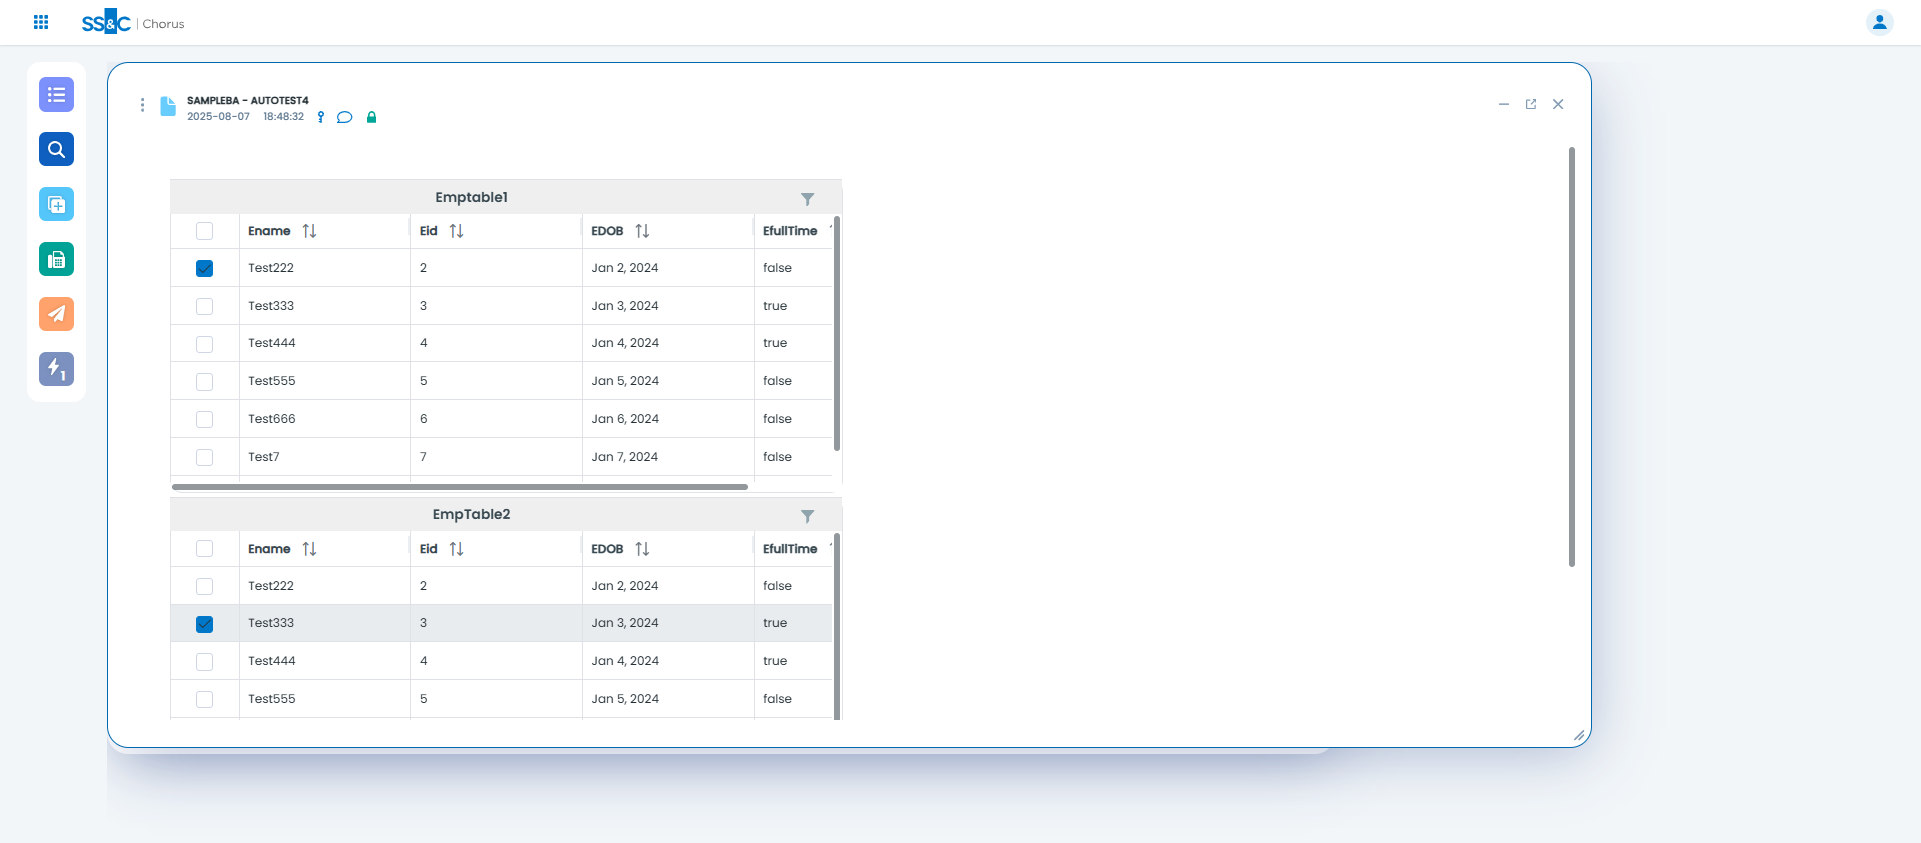 SS&C | Chorus
SAMPLEBA - AUTOTEST4
2025-08-07 18:48:32
Emptable1
Ename Eid EDOB EfullTime
Test222 2 Jan 2, 2024 false
Test333 3 Jan 3, 2024 true
Test444 4 Jan 4, 2024 true
Test555 5 Jan 5, 2024 false
Test666 6 Jan 6, 2024 false
Test7 7 Jan 7, 2024 false
EmpTable2
Ename Eid EDOB EfullTime
Test222 2 Jan 2, 2024 false
Test333 3 Jan 3, 2024 true
Test444 4 Jan 4, 2024 true
Test555 5 Jan 5, 2024 false
1